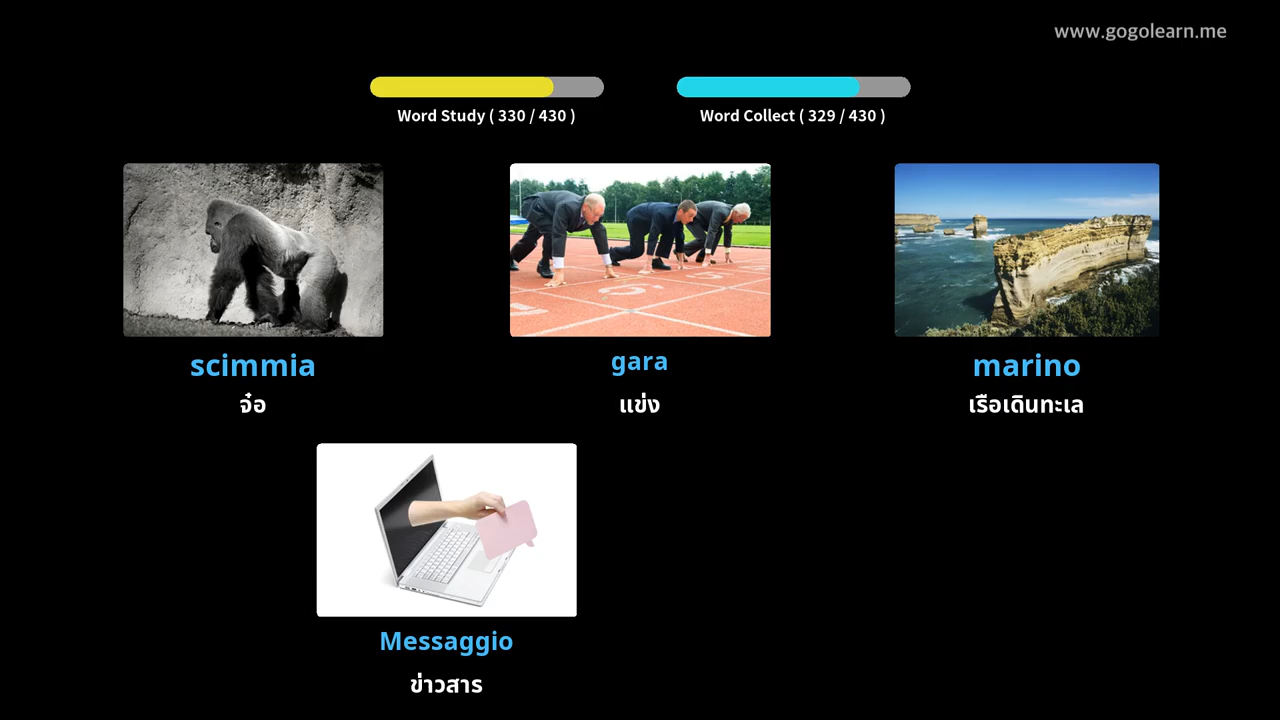 www.gogolearn.me
Word Study ( 330 / 430 )
Word Collect ( 329 / 430 )
scimmia
จ๋อ
gara
แข่ง
marino
เรือเดินทะเล
Messaggio
ข่าวสาร